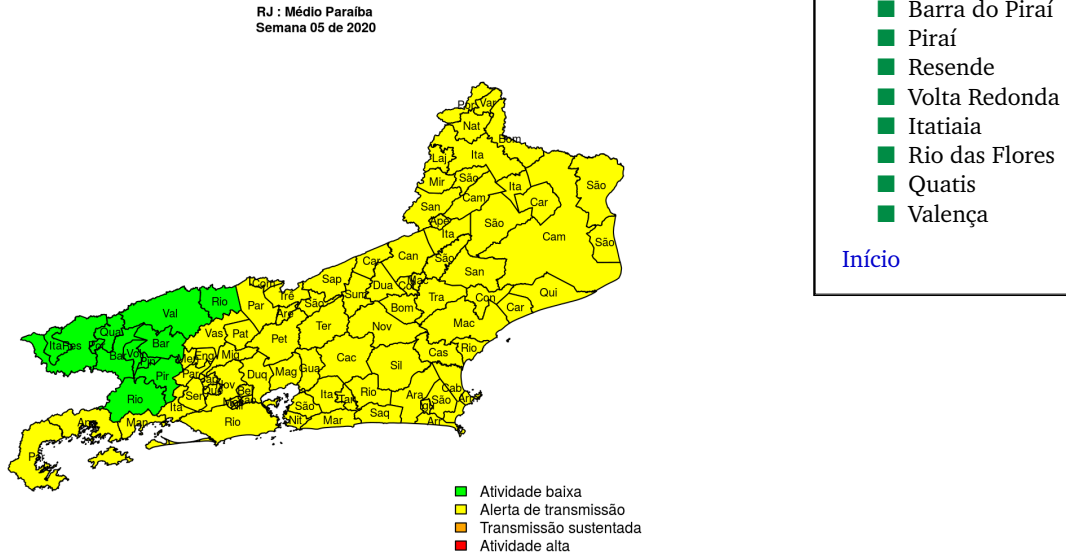 RJ : Médio Paraíba
Semana 05 de 2020
Por Var
Nat
Bom
Laj Ita
Mir São Ita
San Cam Car São
Ape São
Ita Cam São
Car Can São
Sap Dua Mac San
Com Sum Qui
Rio Par Trê São Tra Con Car
Val Are Bom
Vas Pat Ter Nov Mac
Qua Pet
Bar Cas Rio
Eng Mig Cac Sil
Pir Duq Mag Gua
Rio Ser Nov Ita Rio Ara Cab
Ita São Saq São
Man Rio Nit Mar Arr
Atividade baixa
Alerta de transmissão
Transmissão sustentada
Atividade alta
Barra do Piraí
Piraí
Resende
Volta Redonda
Itatiaia
Rio das Flores
Quatis
Valença
Início